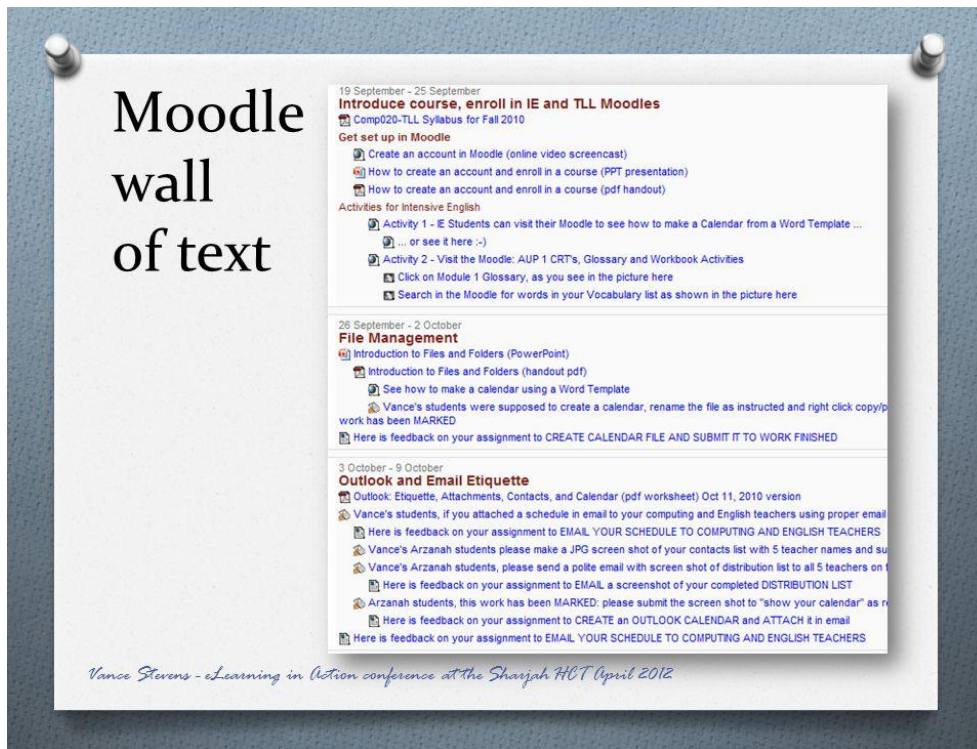 Moodle
wall
of text
19 September - 25 September
Introduce course, enroll in IE and TLL Moodles
Comp020-TLL Syllabus for Fall 2010
Get set up in Moodle
Create an account in Moodle (online video screencast)
How to create an account and enroll in a course (PPT presentation)
How to create an account and enroll in a course (pdf handout)
Activities for Intensive English
Activity 1 - IE Students can visit their Moodle to see how to make a Calendar from a Word Template ...
... or see it here :-)
Activity 2 - Visit the Moodle: AUP 1 CRT's, Glossary and Workbook Activities
Click on Module 1 Glossary, as you see in the picture here
Search in the Moodle for words in your Vocabulary list as shown in the picture here
26 September - 2 October
File Management
Introduction to Files and Folders (PowerPoint)
Introduction to Files and Folders (handout pdf)
See how to make a calendar using a Word Template
Vance's students were supposed to create a calendar, rename the file as instructed and right click copy/p
work has been MARKED
Here is feedback on your assignment to CREATE CALENDAR FILE AND SUBMIT IT TO WORK FINISHED
3 October - 9 October
Outlook and Email Etiquette
Outlook: Etiquette, Attachments, Contacts, and Calendar (pdf worksheet) Oct 11, 2010 version
Vance's students, if you attached a schedule in email to your computing and English teachers using proper email
Here is feedback on your assignment to EMAIL YOUR SCHEDULE TO COMPUTING AND ENGLISH TEACHERS
Vance's Arzanah students please make a JPG screen shot of your contacts list with 5 teacher names and su
Vance's Arzanah students, please send a polite email with screen shot of distribution list to all 5 teachers on
Here is feedback on your assignment to EMAIL a screenshot of your completed DISTRIBUTION LIST
Arzanah students, this work has been MARKED: please submit the screen shot to "show your calendar" as
Here is feedback on your assignment to CREATE an OUTLOOK CALENDAR and ATTACH it in email
Here is feedback on your assignment to EMAIL YOUR SCHEDULE TO COMPUTING AND ENGLISH TEACHERS
Vance Stevens - eLearning in Action conference at the Sharjah HCT April 2012